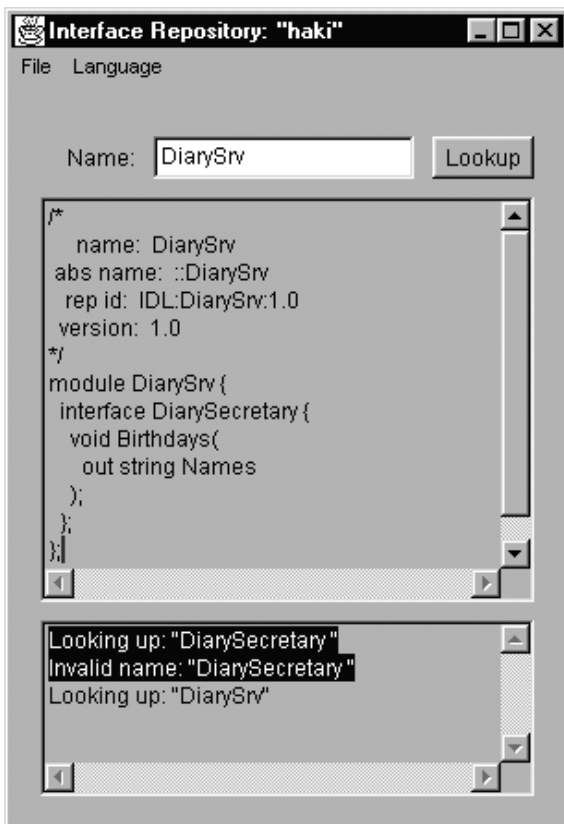 Interface Repository: "haki"
File Language
Name: DiarySrv Lookup
/*
name: DiarySrv
abs name: ::DiarySrv
rep id: IDL:DiarySrv:1.0
version: 1.0
*/
module DiarySrv {
interface DiarySecretary {
void Birthdays(
out string Names
);
};
};
Looking up: "DiarySecretary"
Invalid name: "DiarySecretary"
Looking up: "DiarySrv"